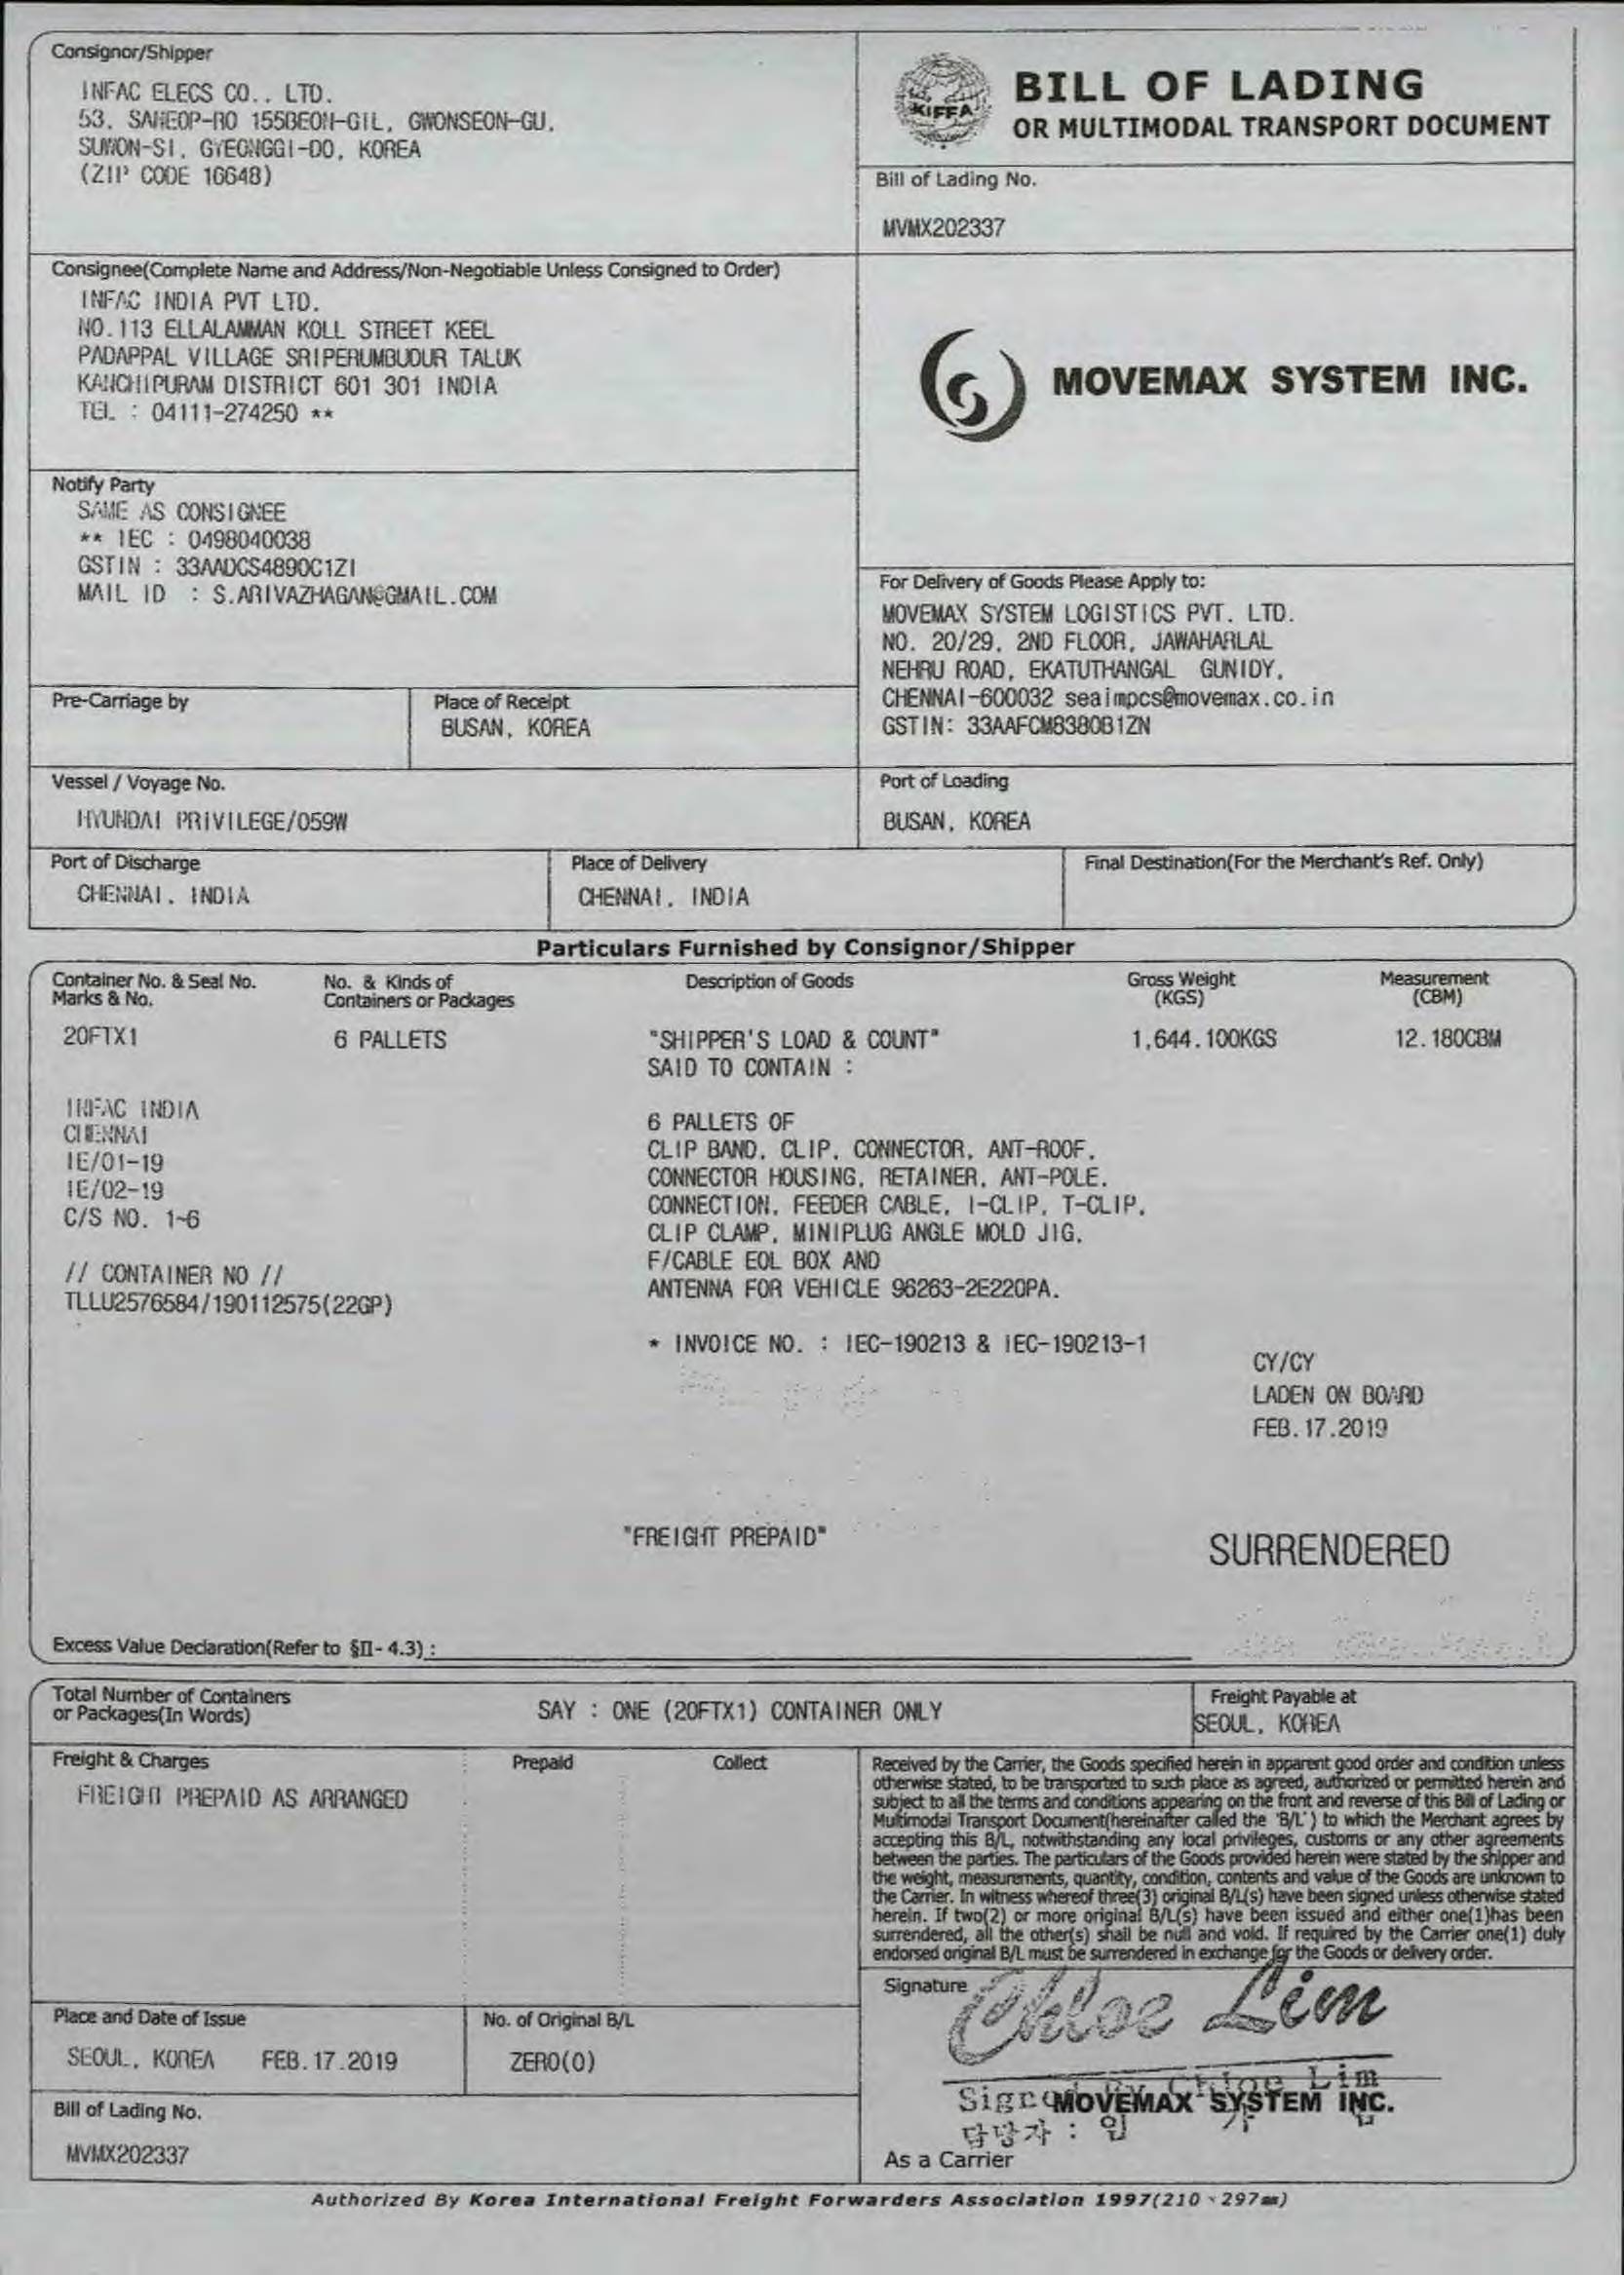 Consignor/Shipper
INFAC ELECS CO., LTD.
53, SANEOP-RO 155BEON-GIL, GWONSEON-GU,
SUWON-SI, GYEONGGI-DO, KOREA
(ZIP CODE 16648)
KIFFA
BILL OF LADING
OR MULTIMODAL TRANSPORT DOCUMENT
Bill of Lading No.
MVMX202337
Consignee(Complete Name and Address/Non-Negotiable Unless Consigned to Order)
INFAC INDIA PVT LTD.
NO.113 ELLALAMMAN KOLL STREET KEEL
PADAPPAL VILLAGE SRIPERUMBUDUR TALUK
KANCHIPURAM DISTRICT 601 301 INDIA
TEL : 04111-274250 **
MOVEMAX SYSTEM INC.
Notify Party
SAME AS CONSIGNEE
** IEC : 0498040038
GSTIN : 33AADCS4890C1ZI
MAIL ID : S.ARIVAZHAGAN@GMAIL.COM
For Delivery of Goods Please Apply to:
MOVEMAX SYSTEM LOGISTICS PVT. LTD.
NO. 20/29, 2ND FLOOR, JAWAHARLAL
NEHRU ROAD, EKATUTHANGAL GUNIDY,
CHENNAI-600032 seaimpcs@movemax.co.in
GSTIN: 33AAFCM8380B1ZN
Pre-Carriage by
Place of Receipt
BUSAN, KOREA
Vessel / Voyage No.
HYUNDAI PRIVILEGE/059W
Port of Loading
BUSAN, KOREA
Port of Discharge
CHENNAI, INDIA
Place of Delivery
CHENNAI, INDIA
Final Destination(For the Merchant's Ref. Only)
Particulars Furnished by Consignor/Shipper
Container No. & Seal No.
Marks & No.
No. & Kinds of
Containers or Packages
Description of Goods
Gross Weight
(KGS)
Measurement
(CBM)
20FTX1
6 PALLETS
"SHIPPER'S LOAD & COUNT"
1,644.100KGS
12.180CBM
SAID TO CONTAIN :
INFAC INDIA
CHENNAI
IE/01-19
IE/02-19
C/S NO. 1~6
// CONTAINER NO //
TLLU2576584/190112575(22GP)
6 PALLETS OF
CLIP BAND, CLIP, CONNECTOR, ANT-ROOF,
CONNECTOR HOUSING, RETAINER, ANT-POLE,
CONNECTION, FEEDER CABLE, I-CLIP, T-CLIP,
CLIP CLAMP, MINIPLUG ANGLE MOLD JIG,
F/CABLE EOL BOX AND
ANTENNA FOR VEHICLE 96263-2E220PA.
* INVOICE NO. : IEC-190213 & IEC-190213-1
CY/CY
LADEN ON BOARD
FEB.17.2019
"FREIGHT PREPAID"
SURRENDERED
Excess Value Declaration(Refer to §II- 4.3) :
Total Number of Containers
or Packages(In Words)
SAY : ONE (20FTX1) CONTAINER ONLY
Freight Payable at
SEOUL, KOREA
Freight & Charges
Prepaid
Collect
FREIGHT PREPAID AS ARRANGED
Received by the Carrier, the Goods specified herein in apparent good order and condition unless
otherwise stated, to be transported to such place as agreed, authorized or permitted herein and
subject to all the terms and conditions appearing on the front and reverse of this Bill of Lading or
Multimodal Transport Document(hereinafter called the 'B/L') to which the Merchant agrees by
accepting this B/L, notwithstanding any local privileges, customs or any other agreements
between the parties. The particulars of the Goods provided herein were stated by the shipper and
the weight, measurements, quantity, condition, contents and value of the Goods are unknown to
the Carrier. In witness whereof three(3) original B/L(s) have been signed unless otherwise stated
herein. If two(2) or more original B/L(s) have been issued and either one(1)has been
surrendered, all the other(s) shall be null and void. If required by the Carrier one(1) duly
endorsed original B/L must be surrendered in exchange for the Goods or delivery order.
Signature
Chloe Lim
Signed By Chloe Lim
MOVEMAX SYSTEM INC.
담당자 : 임
As a Carrier
Place and Date of Issue
SEOUL, KOREA FEB.17.2019
No. of Original B/L
ZERO(0)
Bill of Lading No.
MVMX202337
Authorized By Korea International Freight Forwarders Association 1997(210×297㎜)